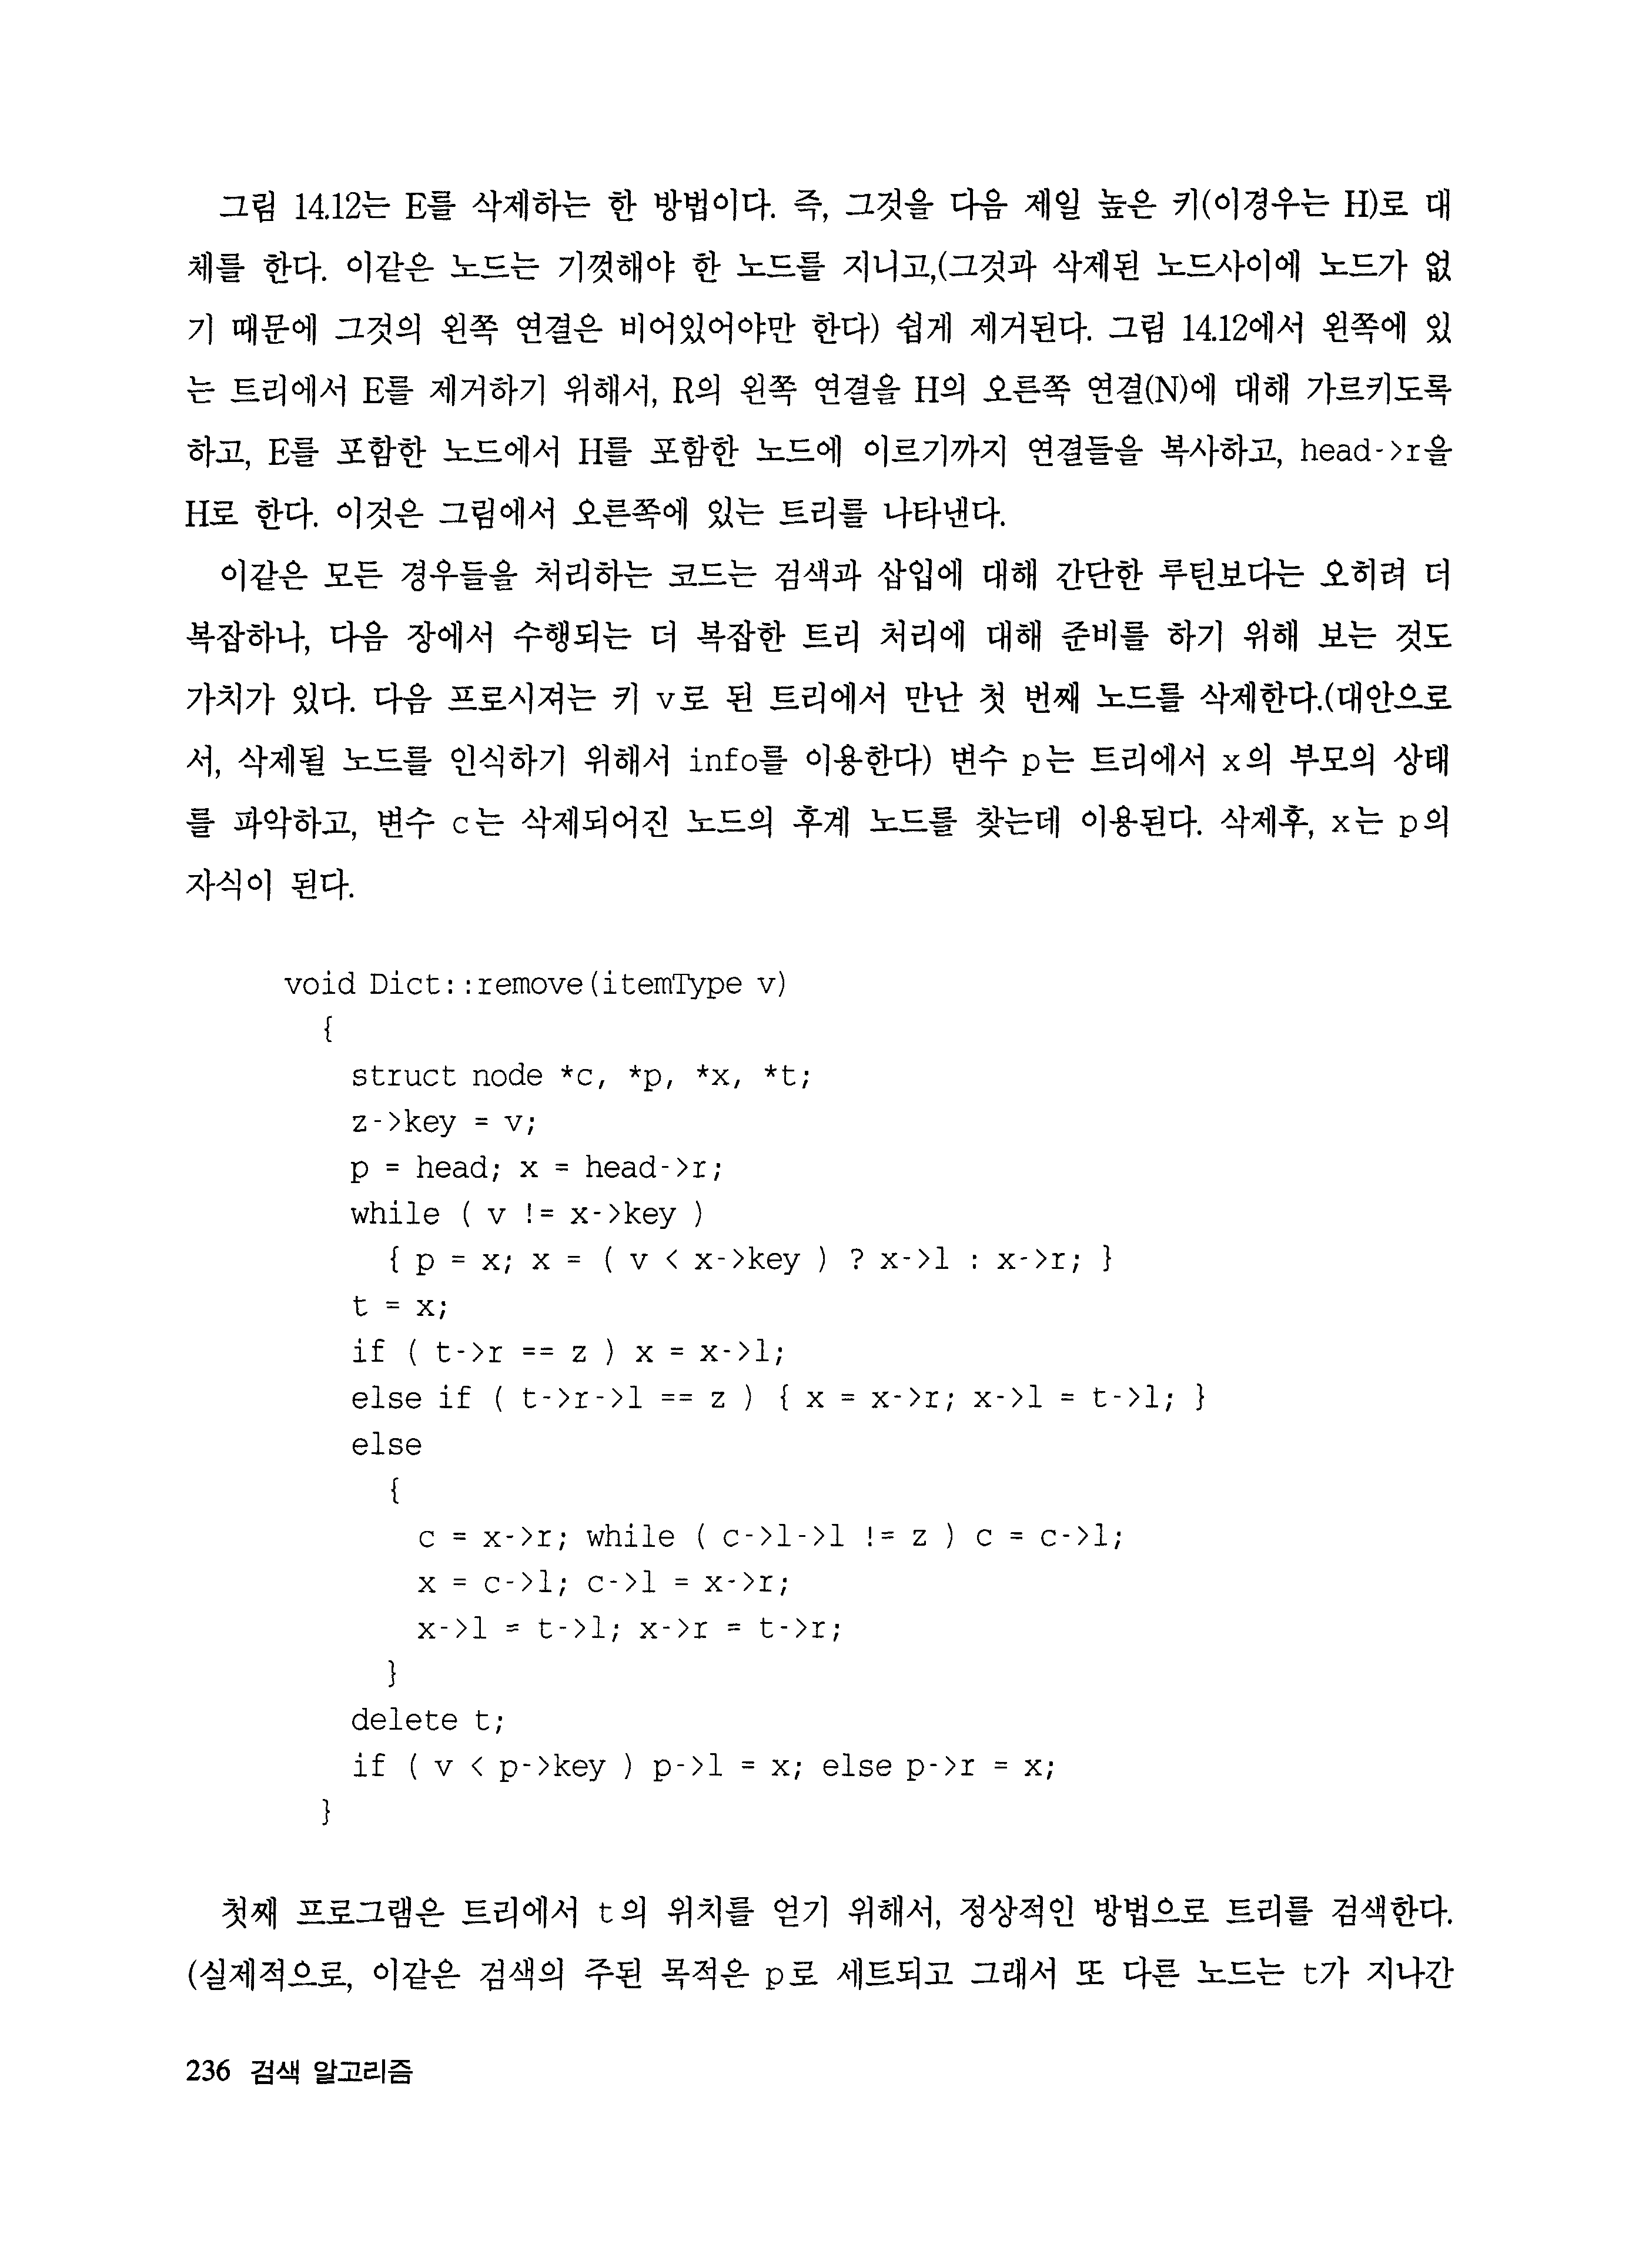 그림 14.12는 E를 삭제하는 한 방법이다. 즉, 그것을 다음 제일 높은 키(이경우는 H)로 대
체를 한다. 이같은 노드는 기껏해야 한 노드를 지니고,(그것과 삭제된 노드사이에 노드가 없
기 때문에 그것의 왼쪽 연결은 비어있어야만 한다) 쉽게 제거된다. 그림 14.12에서 왼쪽에 있
는 트리에서 E를 제거하기 위해서, R의 왼쪽 연결을 H의 오른쪽 연결(N)에 대해 가르키도록
하고, E를 포함한 노드에서 H를 포함한 노드에 이르기까지 연결들을 복사하고, head->r을
H로 한다. 이것은 그림에서 오른쪽에 있는 트리를 나타낸다.
이같은 모든 경우들을 처리하는 코드는 검색과 삽입에 대해 간단한 루틴보다는 오히려 더
복잡하나, 다음 장에서 수행되는 더 복잡한 트리 처리에 대해 준비를 하기 위해 보는 것도
가치가 있다. 다음 프로시져는 키 v로 된 트리에서 만난 첫 번째 노드를 삭제한다.(대안으로
서, 삭제될 노드를 인식하기 위해서 info를 이용한다) 변수 p는 트리에서 x의 부모의 상태
를 파악하고, 변수 c는 삭제되어진 노드의 후계 노드를 찾는데 이용된다. 삭제후, x는 p의
자식이 된다.
void Dict::remove(itemType v)
{
struct node *c, *p, *x, *t;
z->key = v;
p = head; x = head->r;
while ( v != x->key )
{ p = x; x = ( v < x->key ) ? x->l : x->r; }
t = x;
if ( t->r == z ) x = x->l;
else if ( t->r->l == z ) { x = x->r; x->l = t->l; }
else
{
c = x->r; while ( c->l->l != z ) c = c->l;
x = c->l; c->l = x->r;
x->l = t->l; x->r = t->r;
}
delete t;
if ( v < p->key ) p->l = x; else p->r = x;
}
첫째 프로그램은 트리에서 t의 위치를 얻기 위해서, 정상적인 방법으로 트리를 검색한다.
(실제적으로, 이같은 검색의 주된 목적은 p로 세트되고 그래서 또 다른 노드는 t가 지나간
236 검색 알고리즘